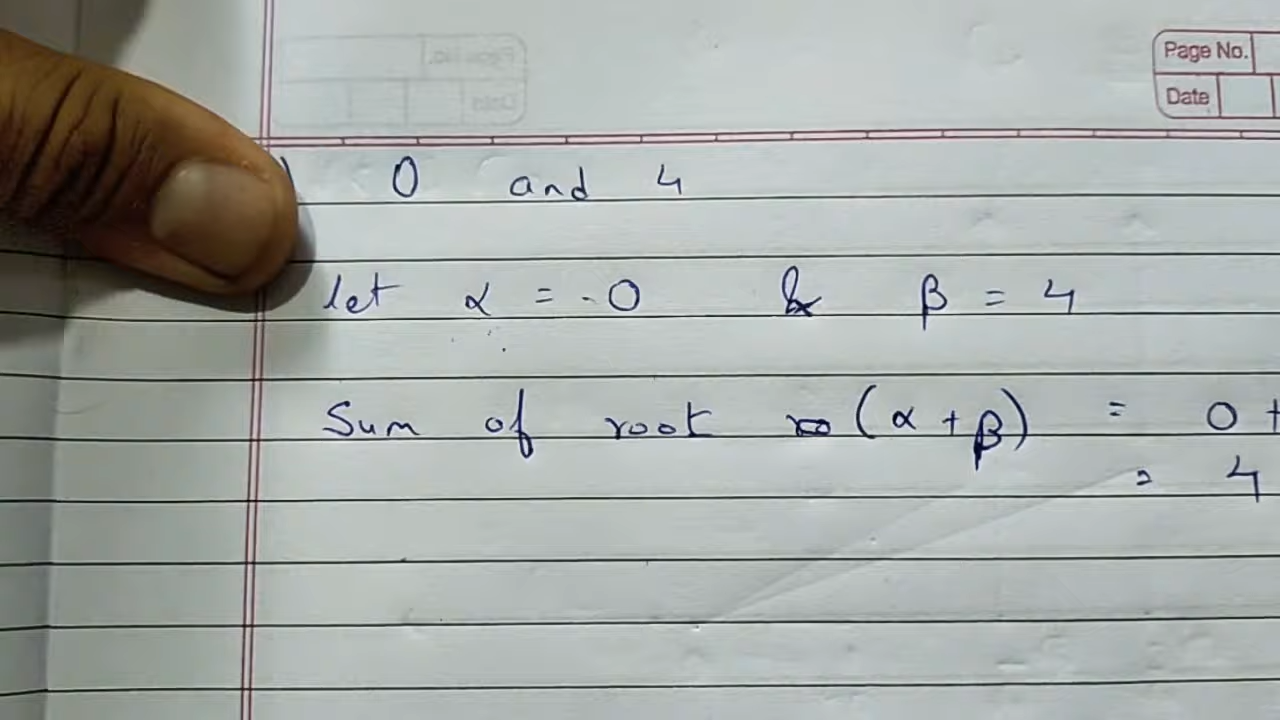 Page No.
Date
0 and 4
let α = 0 & β = 4
Sum of root (α + β) = 0 +
= 4